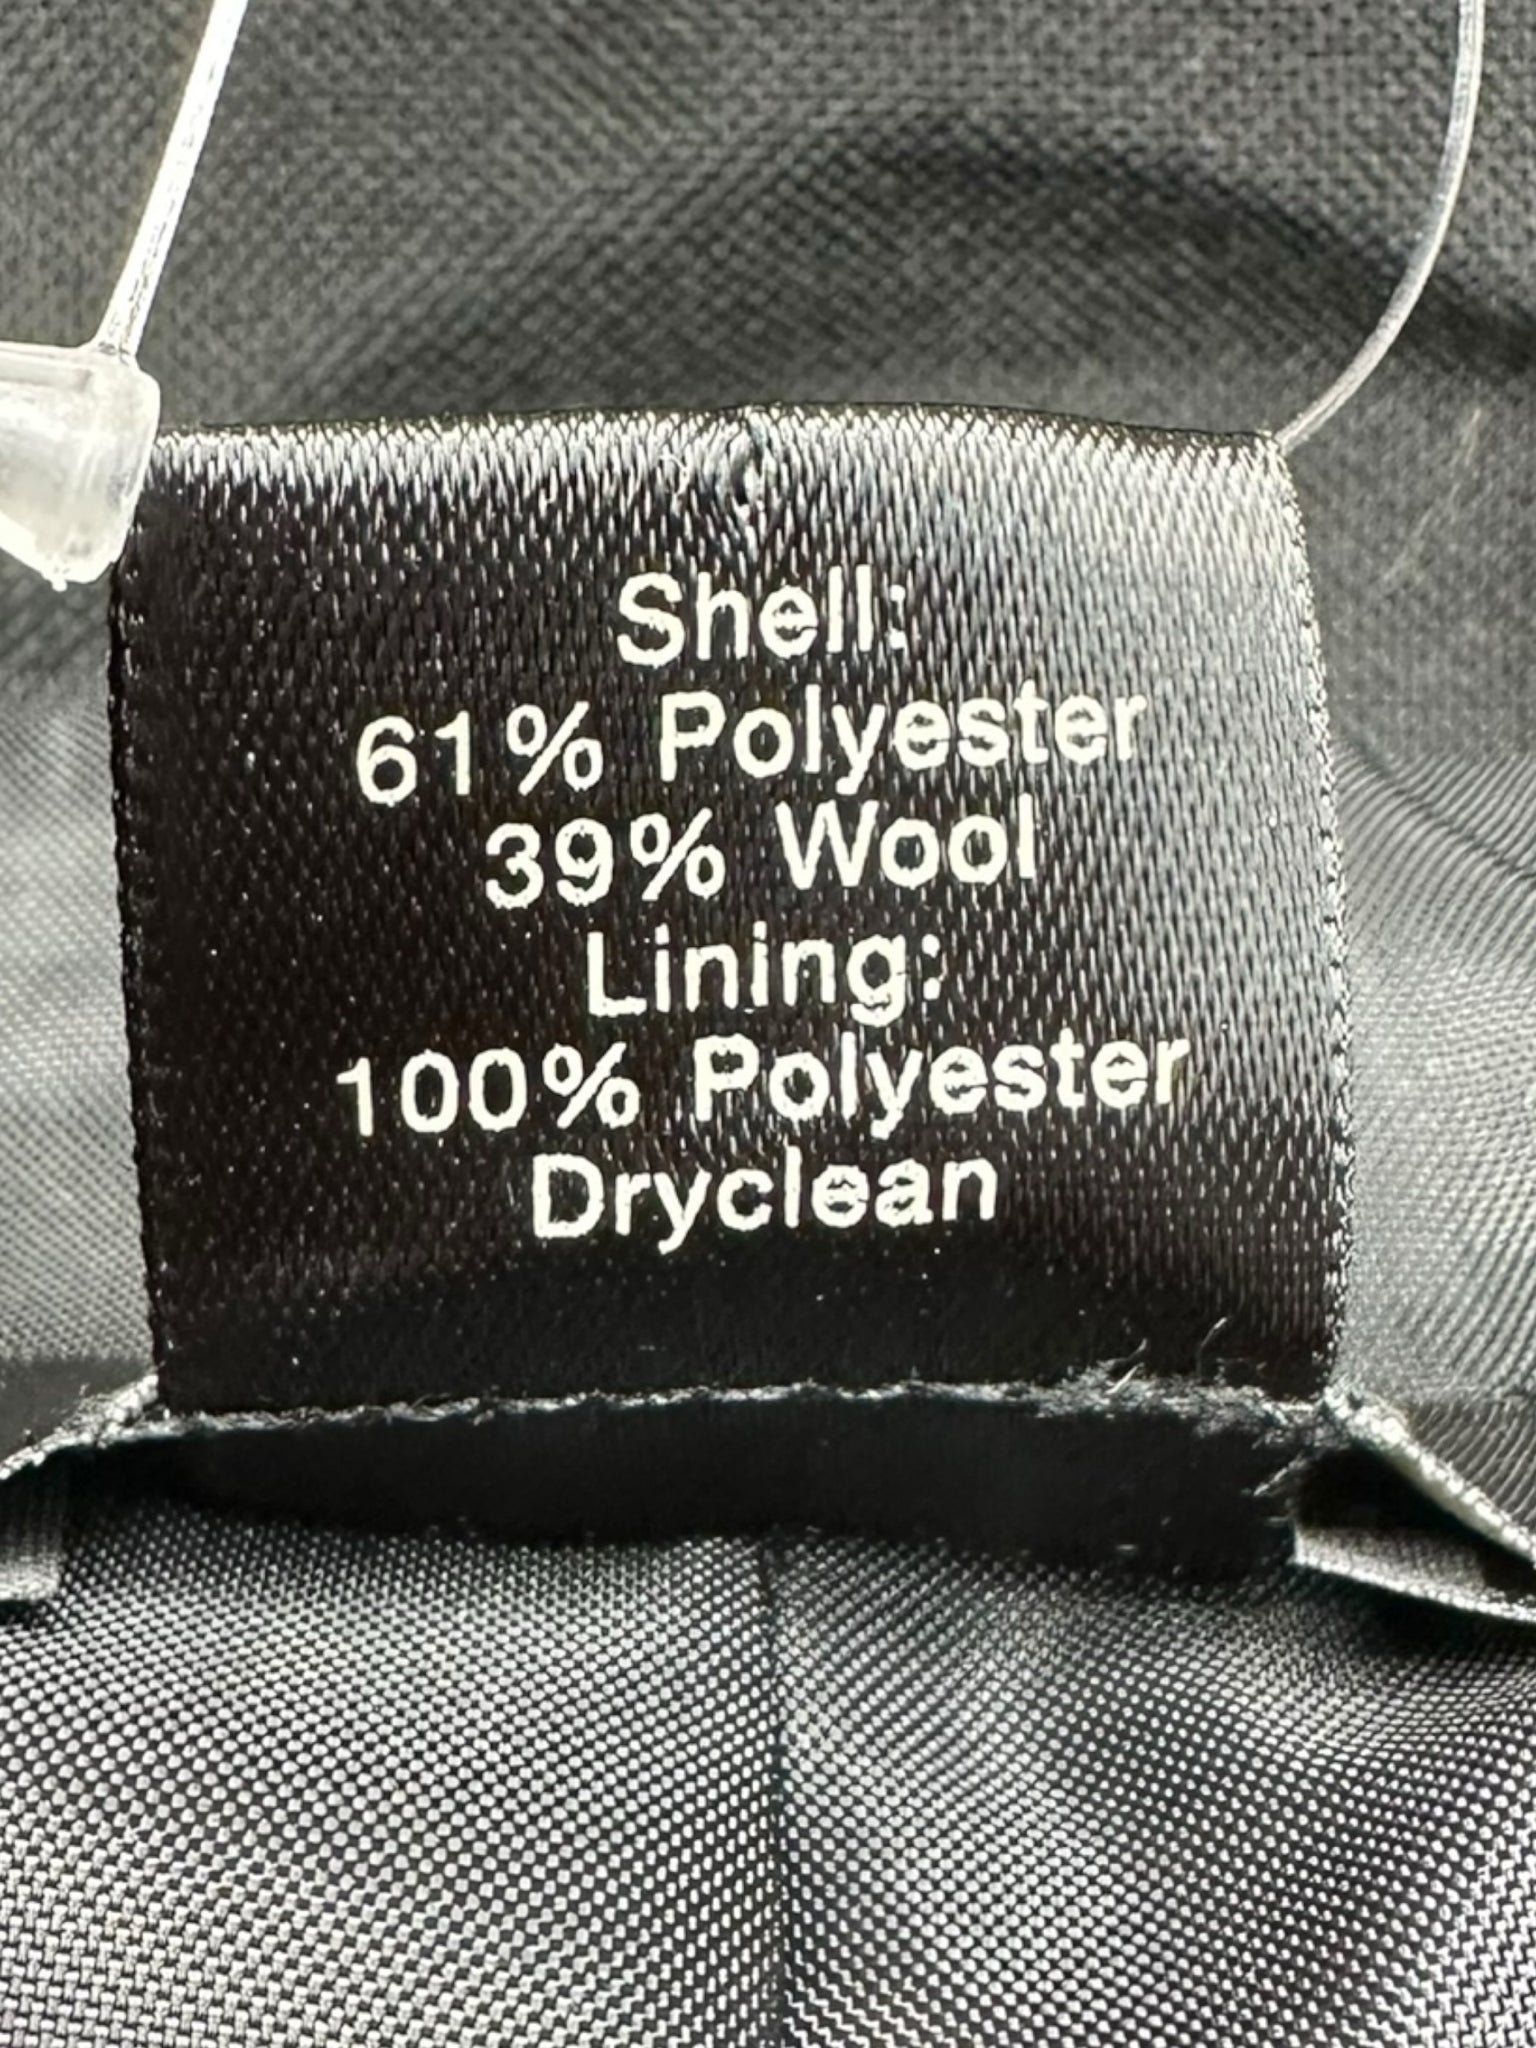 Shell:
61% Polyester
39% Wool
Lining:
100% Polyester
Dryclean